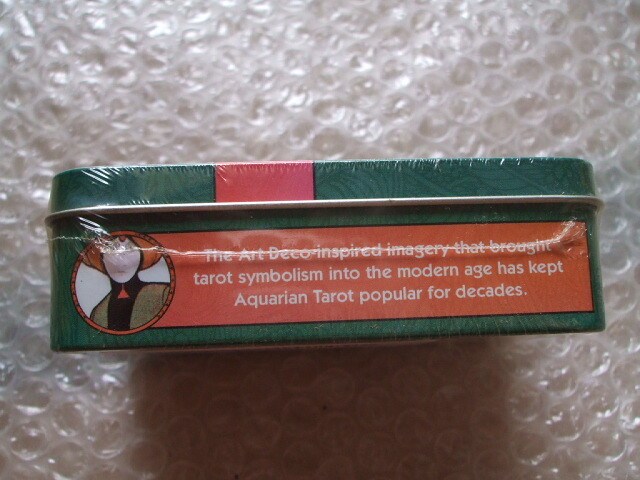 The Art Deco-inspired imagery that brought
tarot symbolism into the modern age has kept
Aquarian Tarot popular for decades.